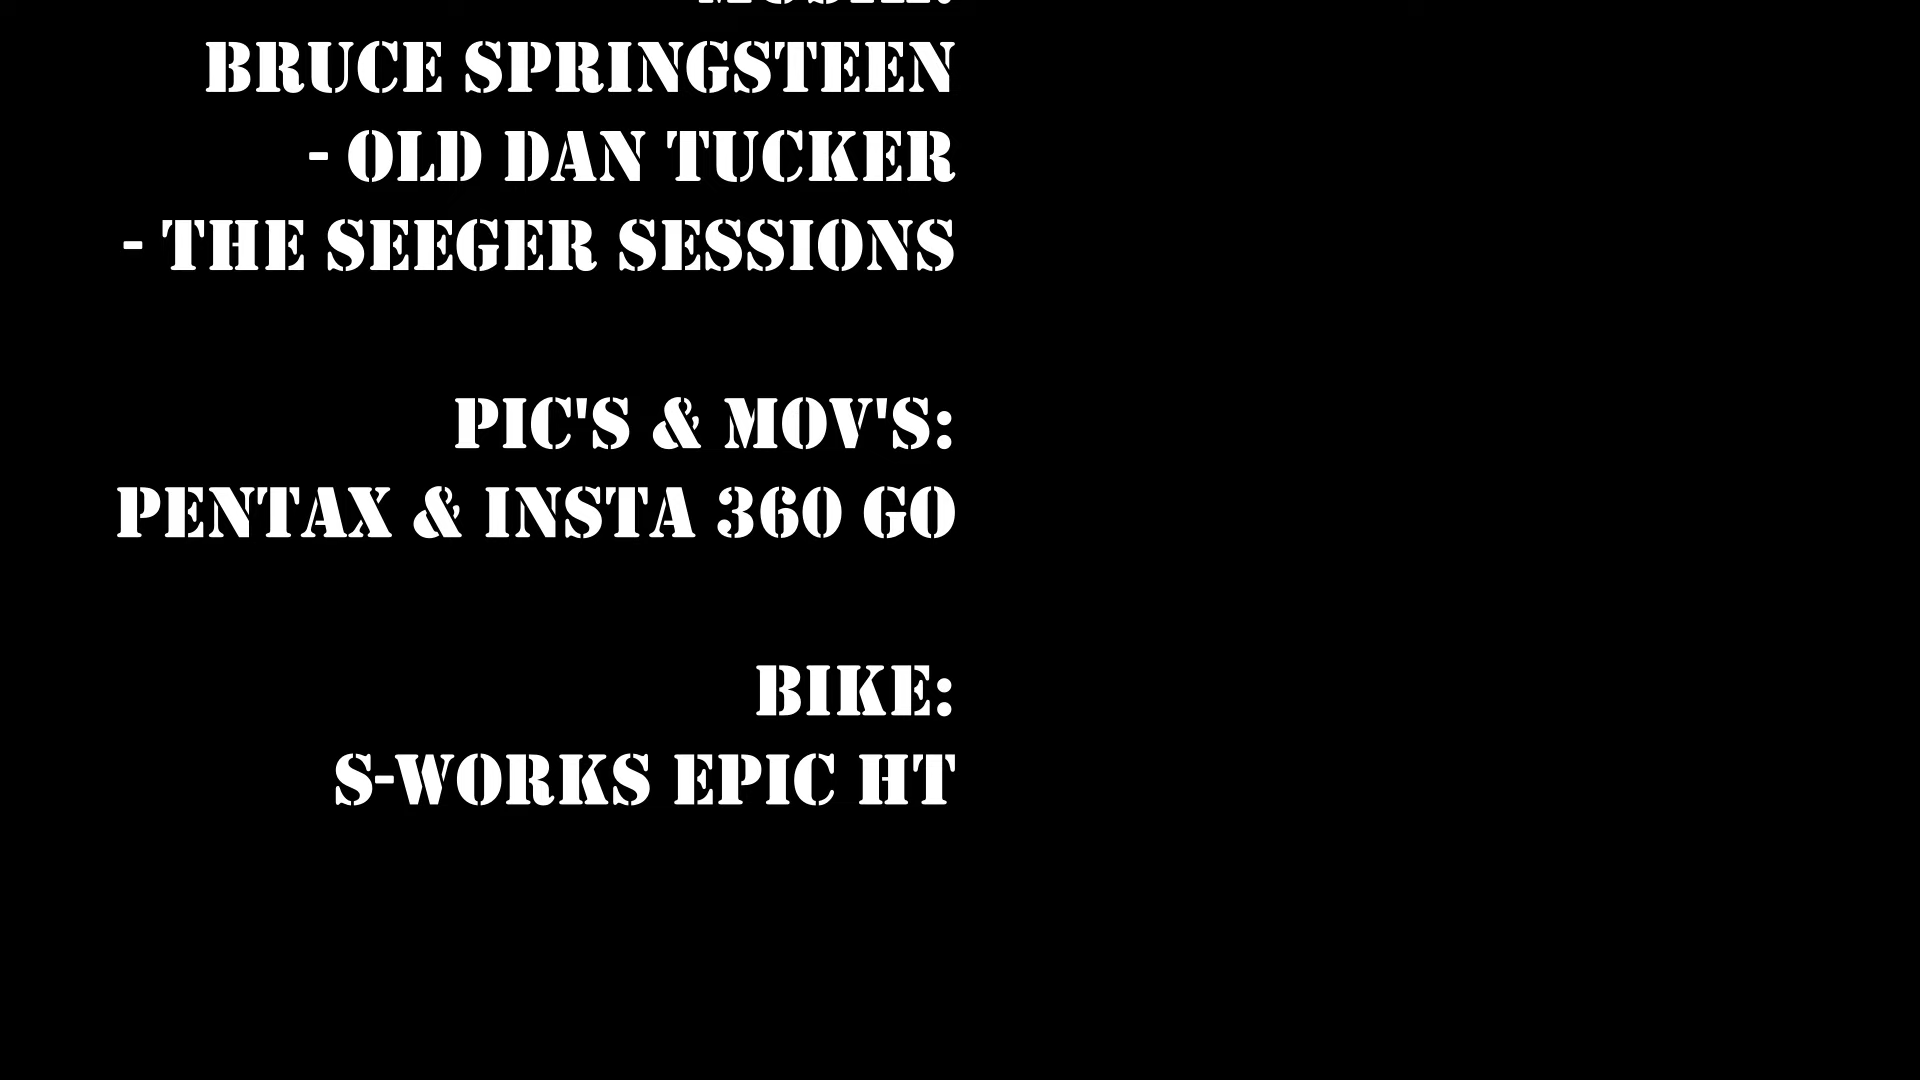 BRUCE SPRINGSTEEN
- OLD DAN TUCKER
- THE SEEGER SESSIONS
PIC'S & MOV'S:
PENTAX & INSTA 360 GO
BIKE:
S-WORKS EPIC HT